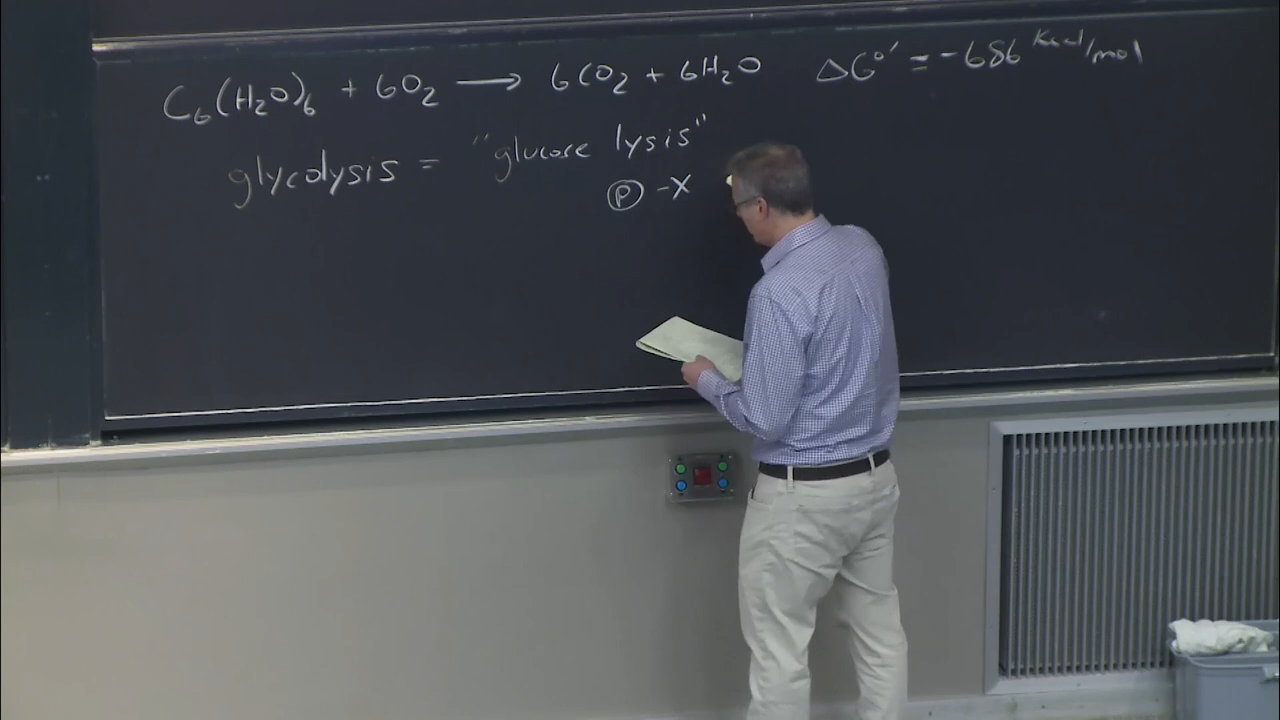 C₆(H₂O)₆ + 6O₂ ⟶ 6CO₂ + 6H₂O ΔG°′ = -686 Kcal/mol
glycolysis = "glucose lysis"
Ⓟ -X